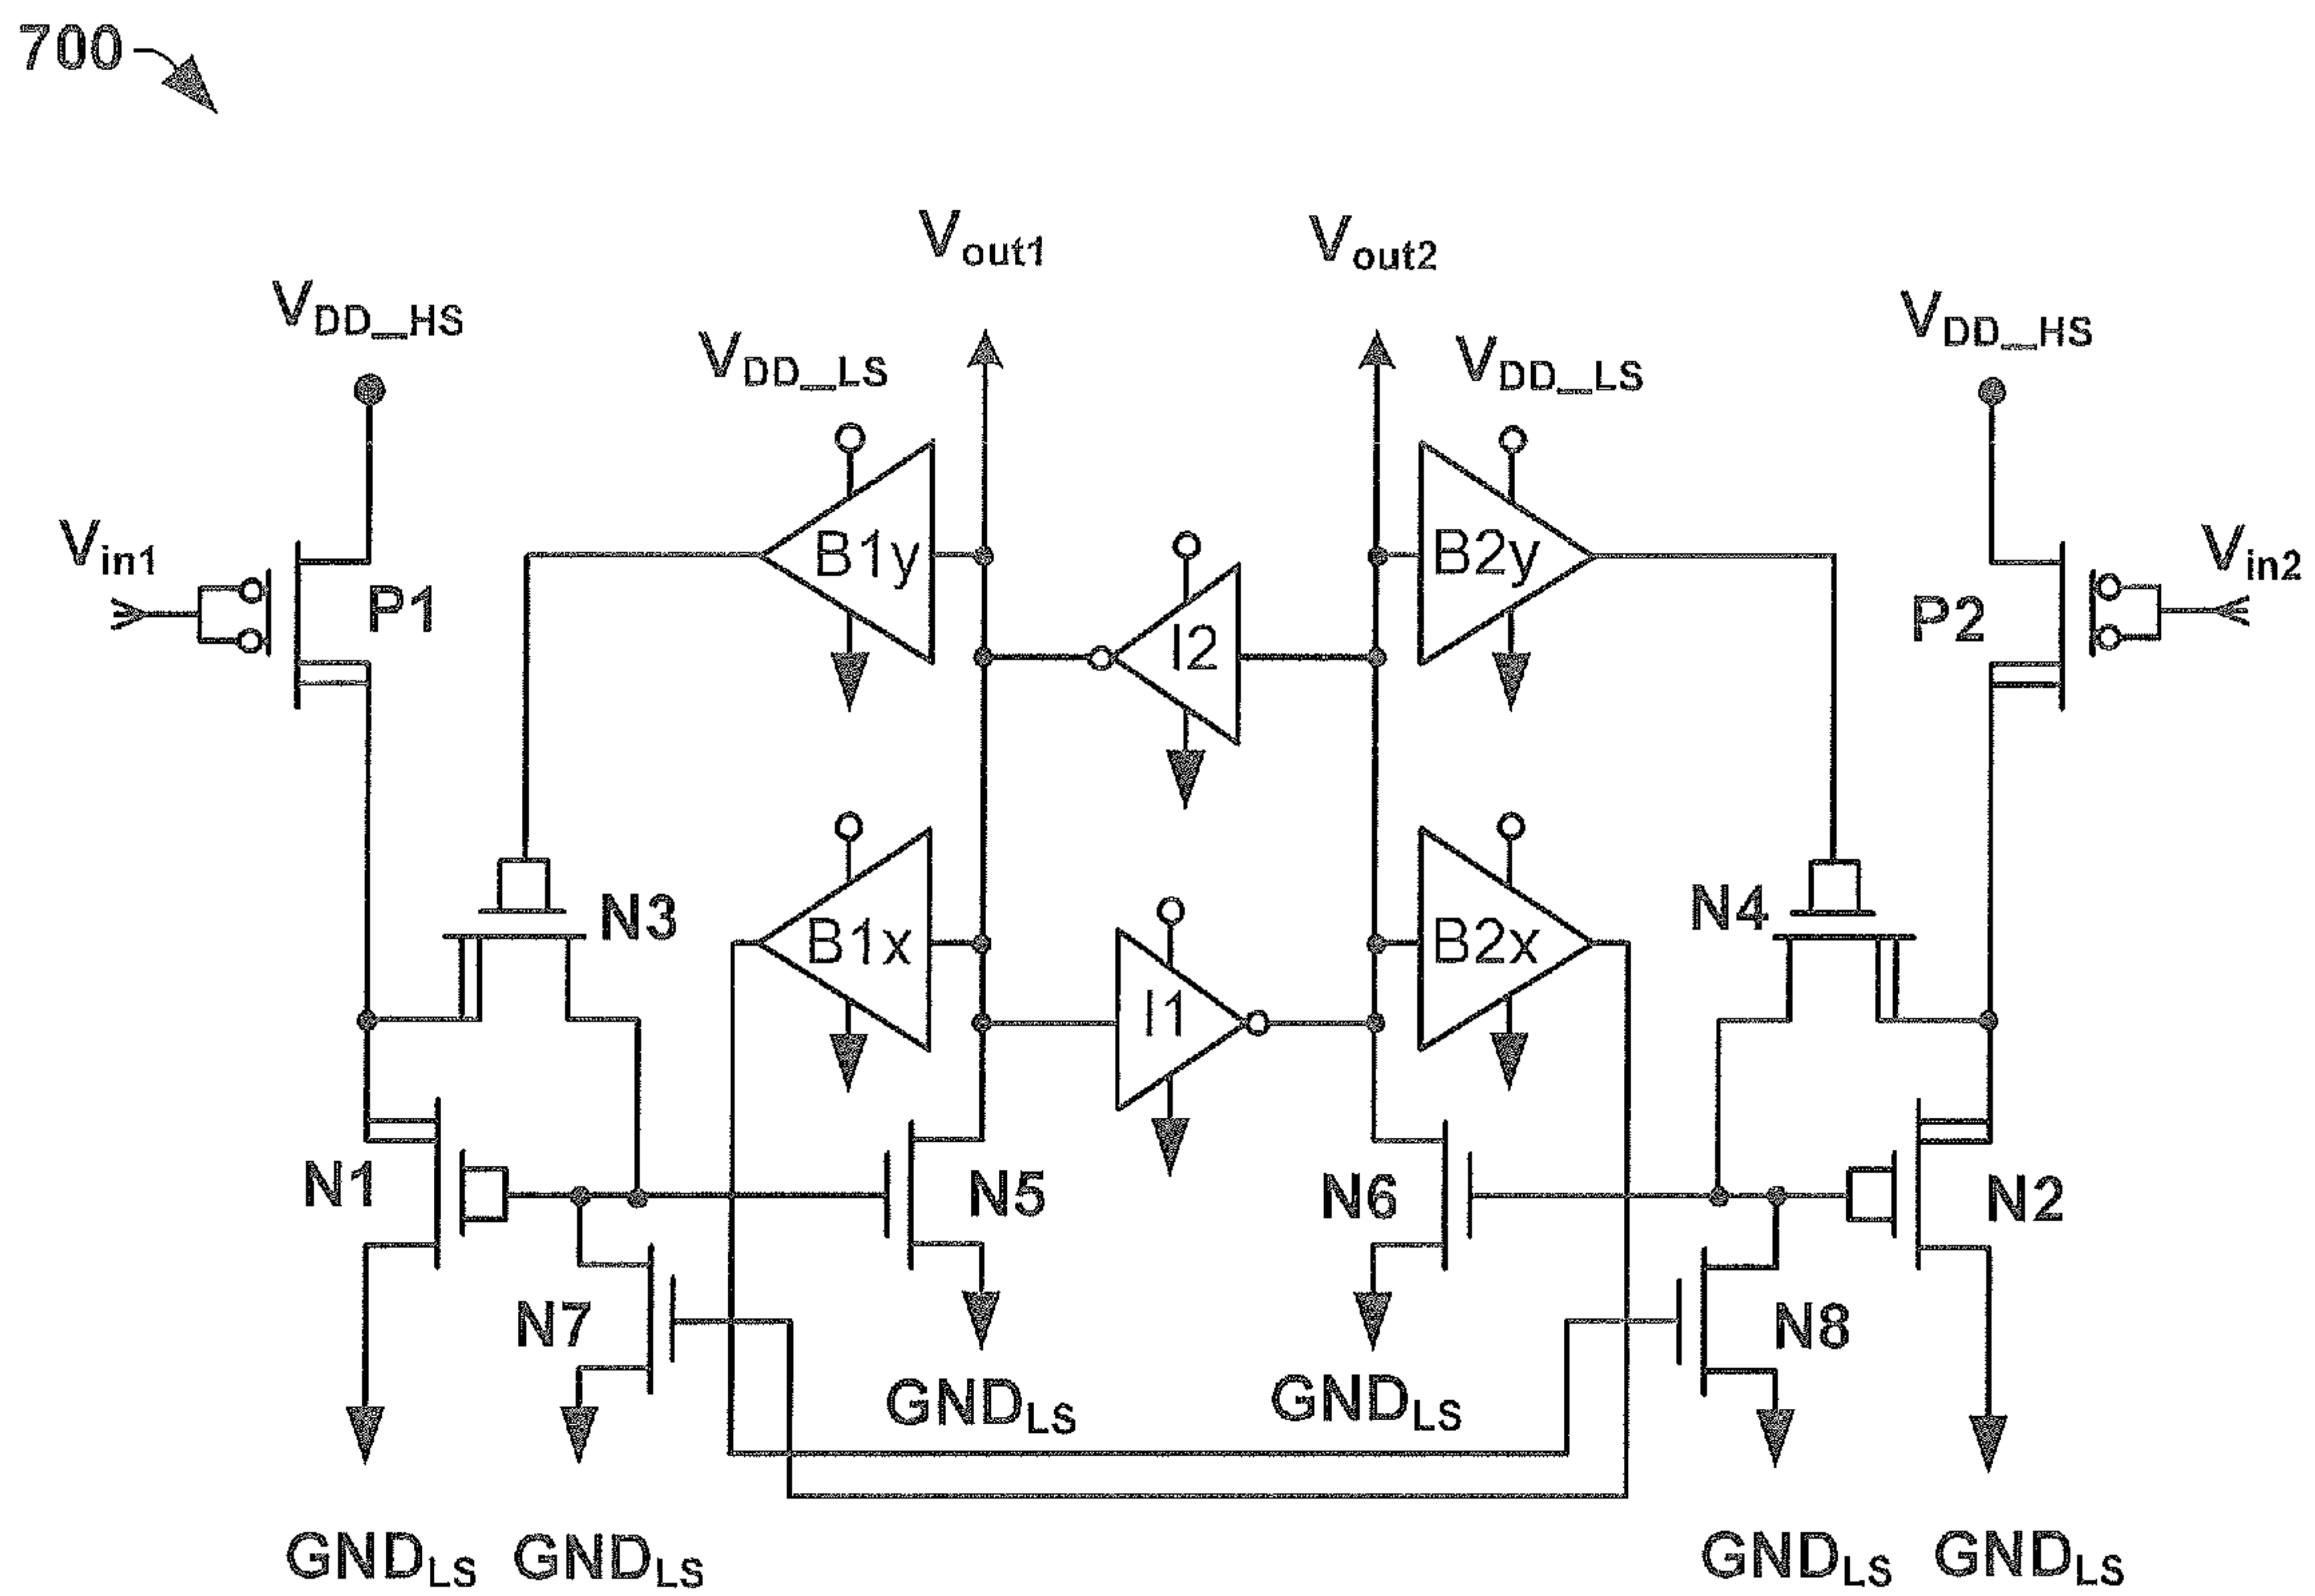 700
Vout1 Vout2
VDD_HS VDD_HS
VDD_LS VDD_LS
Vin1 B1y B2y Vin2
P1 I2 P2
N3 B1x B2x N4
I1
N1 N5 N6 N2
N7 N8
GNDLS GNDLS
GNDLS GNDLS GNDLS GNDLS